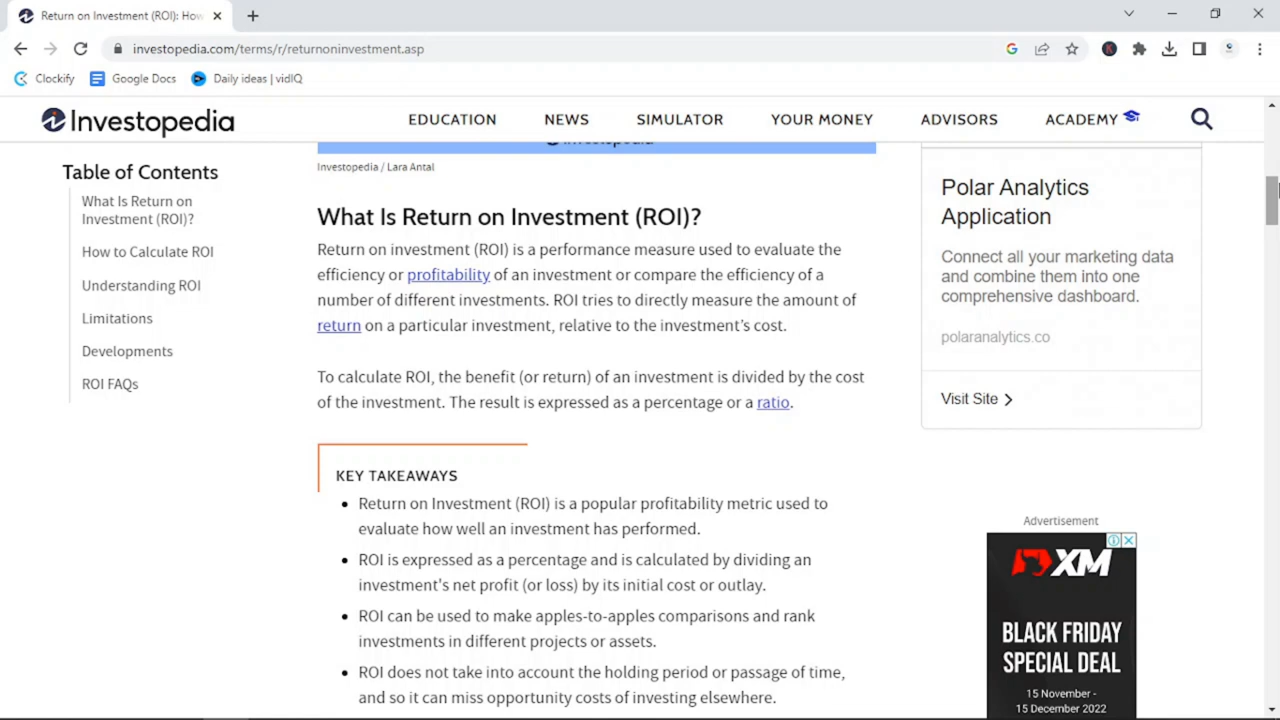 Return on Investment (ROI): How
investopedia.com/terms/r/returnoninvestment.asp
Clockify
Google Docs
Daily ideas | vidIQ
Investopedia
EDUCATION
NEWS
SIMULATOR
YOUR MONEY
ADVISORS
ACADEMY
Table of Contents
What Is Return on
Investment (ROI)?
How to Calculate ROI
Understanding ROI
Limitations
Developments
ROI FAQs
Investopedia / Lara Antal
What Is Return on Investment (ROI)?
Return on investment (ROI) is a performance measure used to evaluate the
efficiency or profitability of an investment or compare the efficiency of a
number of different investments. ROI tries to directly measure the amount of
return on a particular investment, relative to the investment’s cost.
To calculate ROI, the benefit (or return) of an investment is divided by the cost
of the investment. The result is expressed as a percentage or a ratio.
KEY TAKEAWAYS
• Return on Investment (ROI) is a popular profitability metric used to
evaluate how well an investment has performed.
• ROI is expressed as a percentage and is calculated by dividing an
investment's net profit (or loss) by its initial cost or outlay.
• ROI can be used to make apples-to-apples comparisons and rank
investments in different projects or assets.
• ROI does not take into account the holding period or passage of time,
and so it can miss opportunity costs of investing elsewhere.
Polar Analytics
Application
Connect all your marketing data
and combine them into one
comprehensive dashboard.
polaranalytics.co
Visit Site
Advertisement
XM
BLACK FRIDAY
SPECIAL DEAL
15 November -
15 December 2022